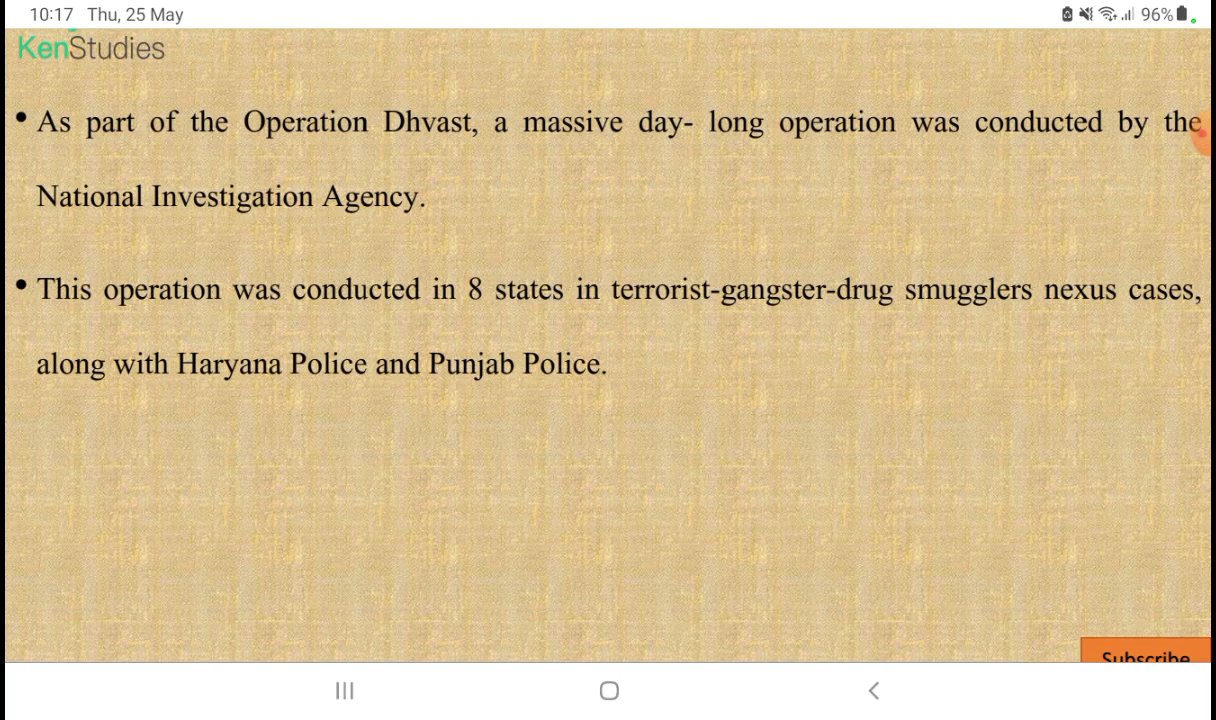 10:17 Thu, 25 May
96%
KenStudies
• As part of the Operation Dhvast, a massive day- long operation was conducted by the
National Investigation Agency.
• This operation was conducted in 8 states in terrorist-gangster-drug smugglers nexus cases,
along with Haryana Police and Punjab Police.
Subscribe